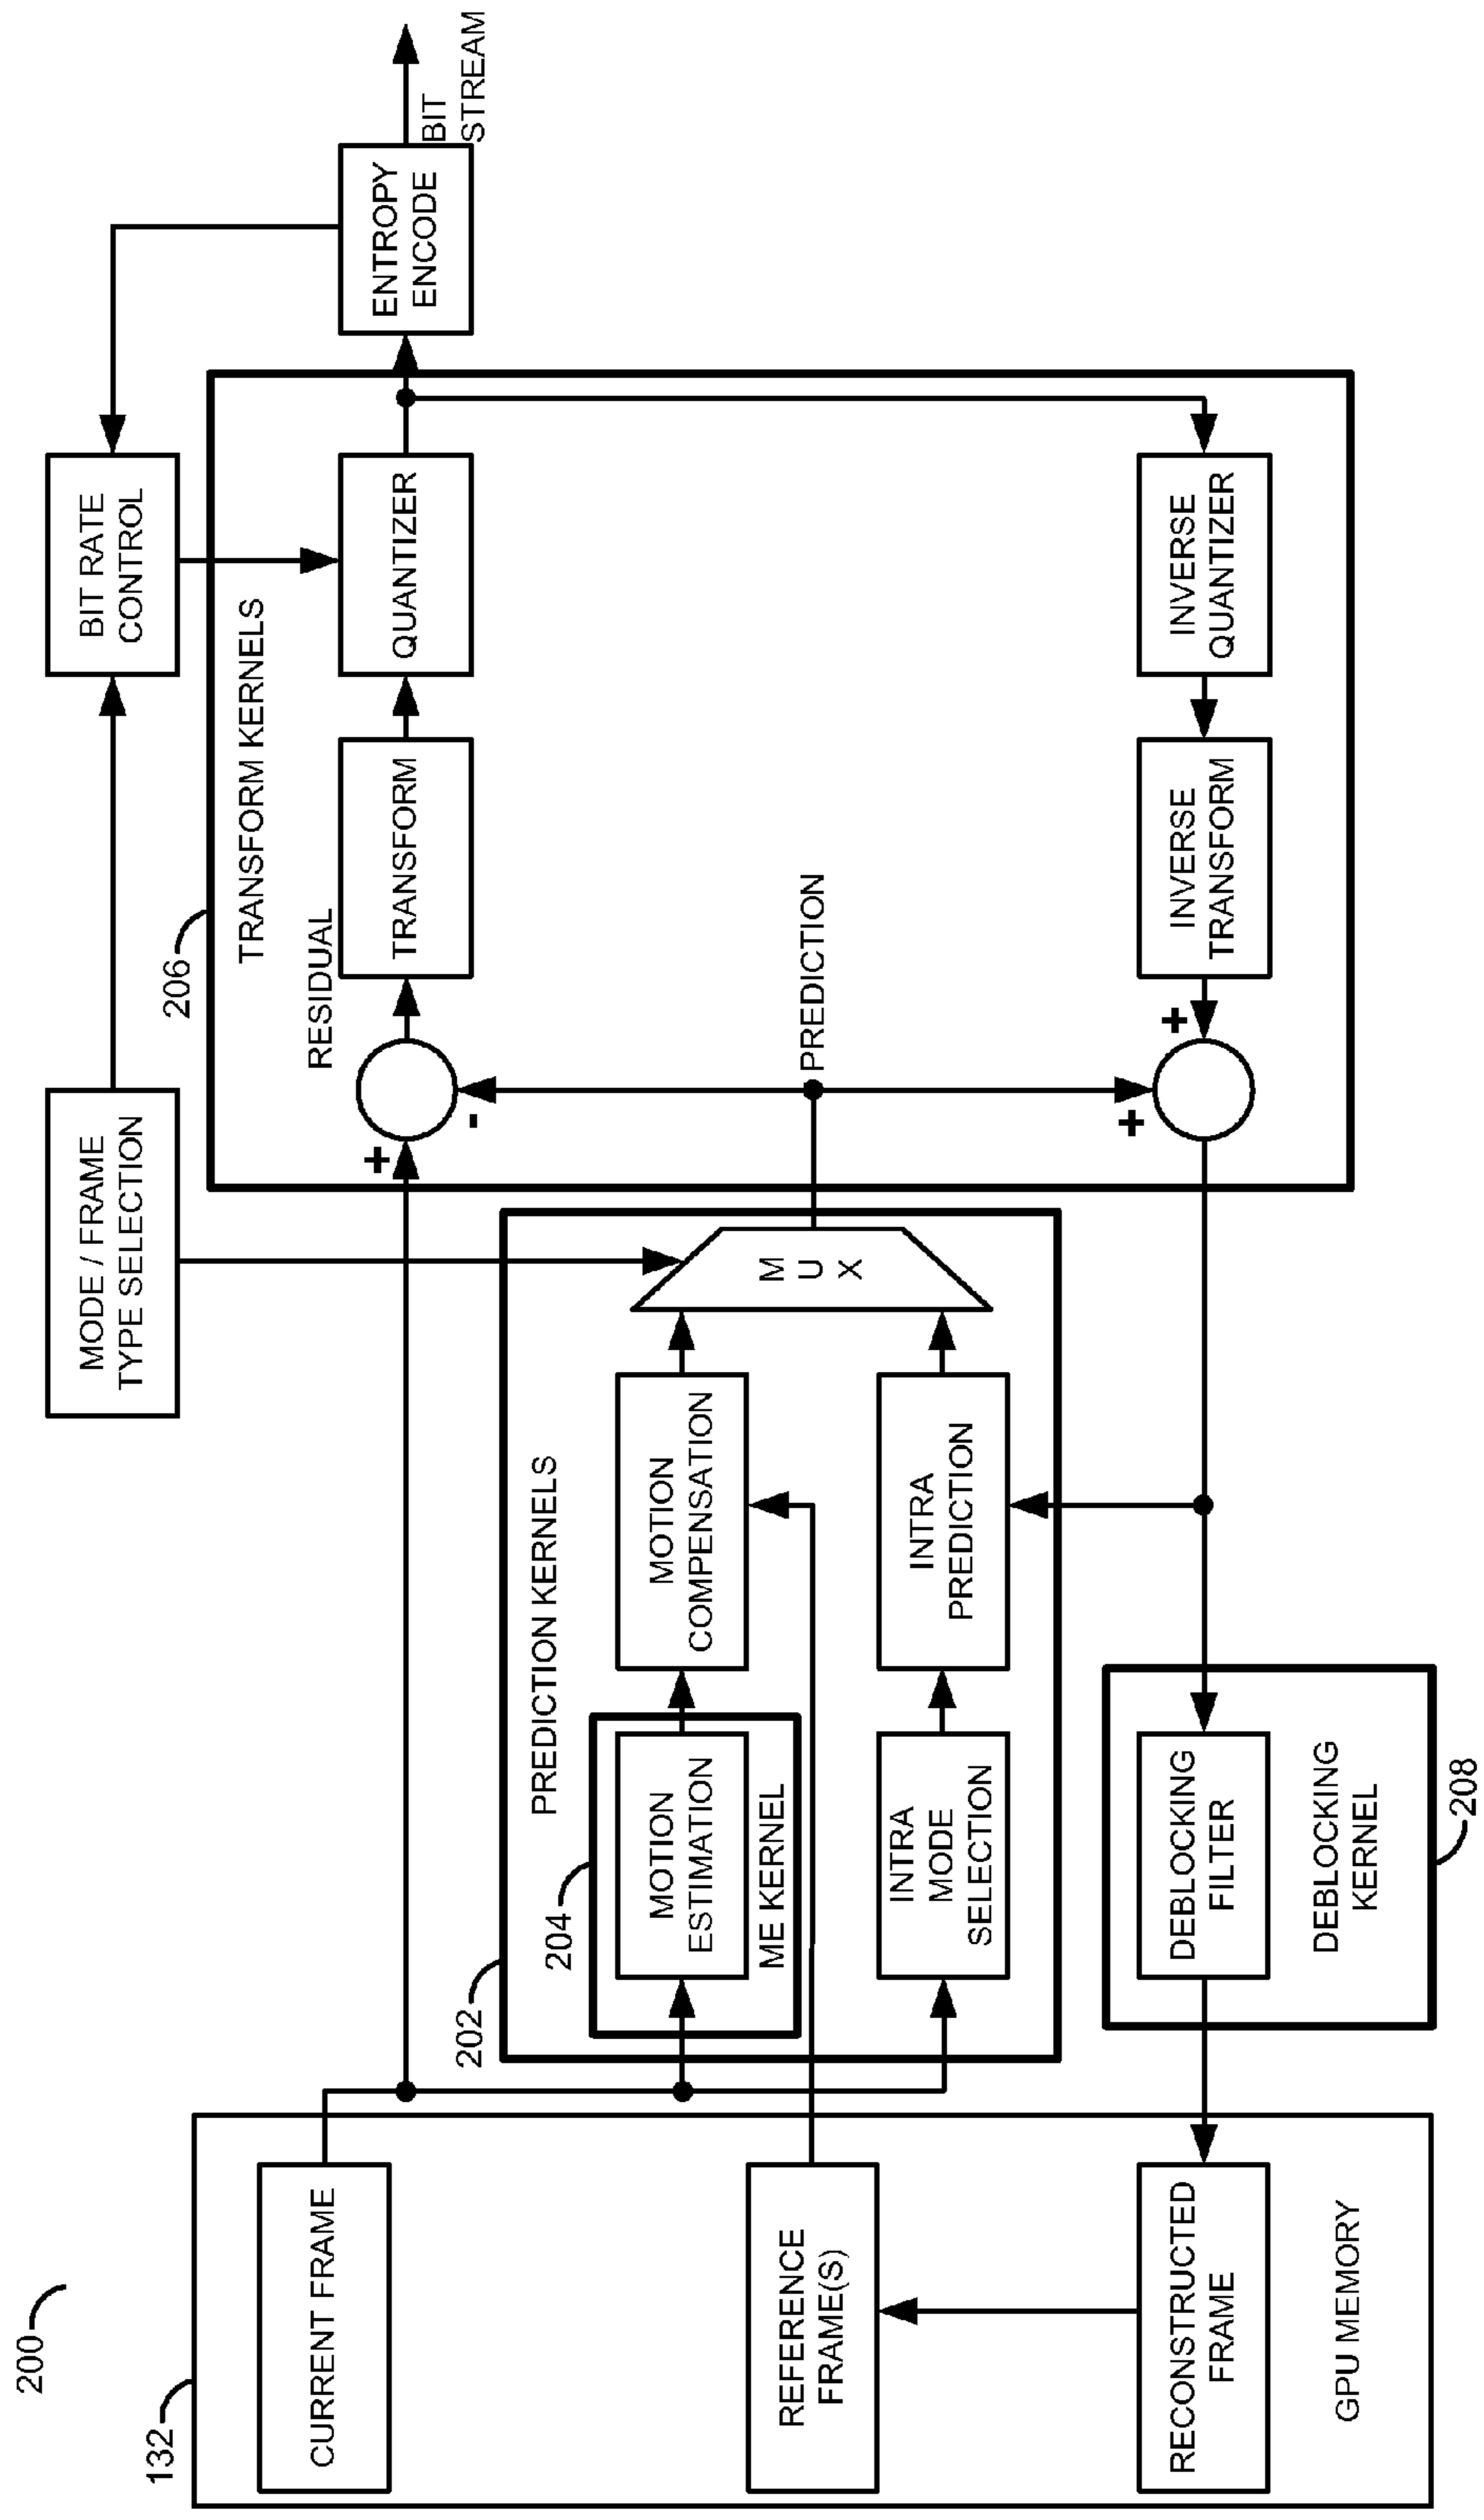 200
132
CURRENT FRAME
REFERENCE
FRAME(S)
RECONSTRUCTED
FRAME
GPU MEMORY
202
PREDICTION KERNELS
204
MOTION
ESTIMATION
ME KERNEL
MOTION
COMPENSATION
INTRA
MODE
SELECTION
INTRA
PREDICTION
M
U
X
DEBLOCKING
FILTER
DEBLOCKING
KERNEL
208
MODE / FRAME
TYPE SELECTION
BIT RATE
CONTROL
206
TRANSFORM KERNELS
RESIDUAL
+
-
TRANSFORM
QUANTIZER
PREDICTION
+
+
INVERSE
TRANSFORM
INVERSE
QUANTIZER
ENTROPY
ENCODE
BIT
STREAM